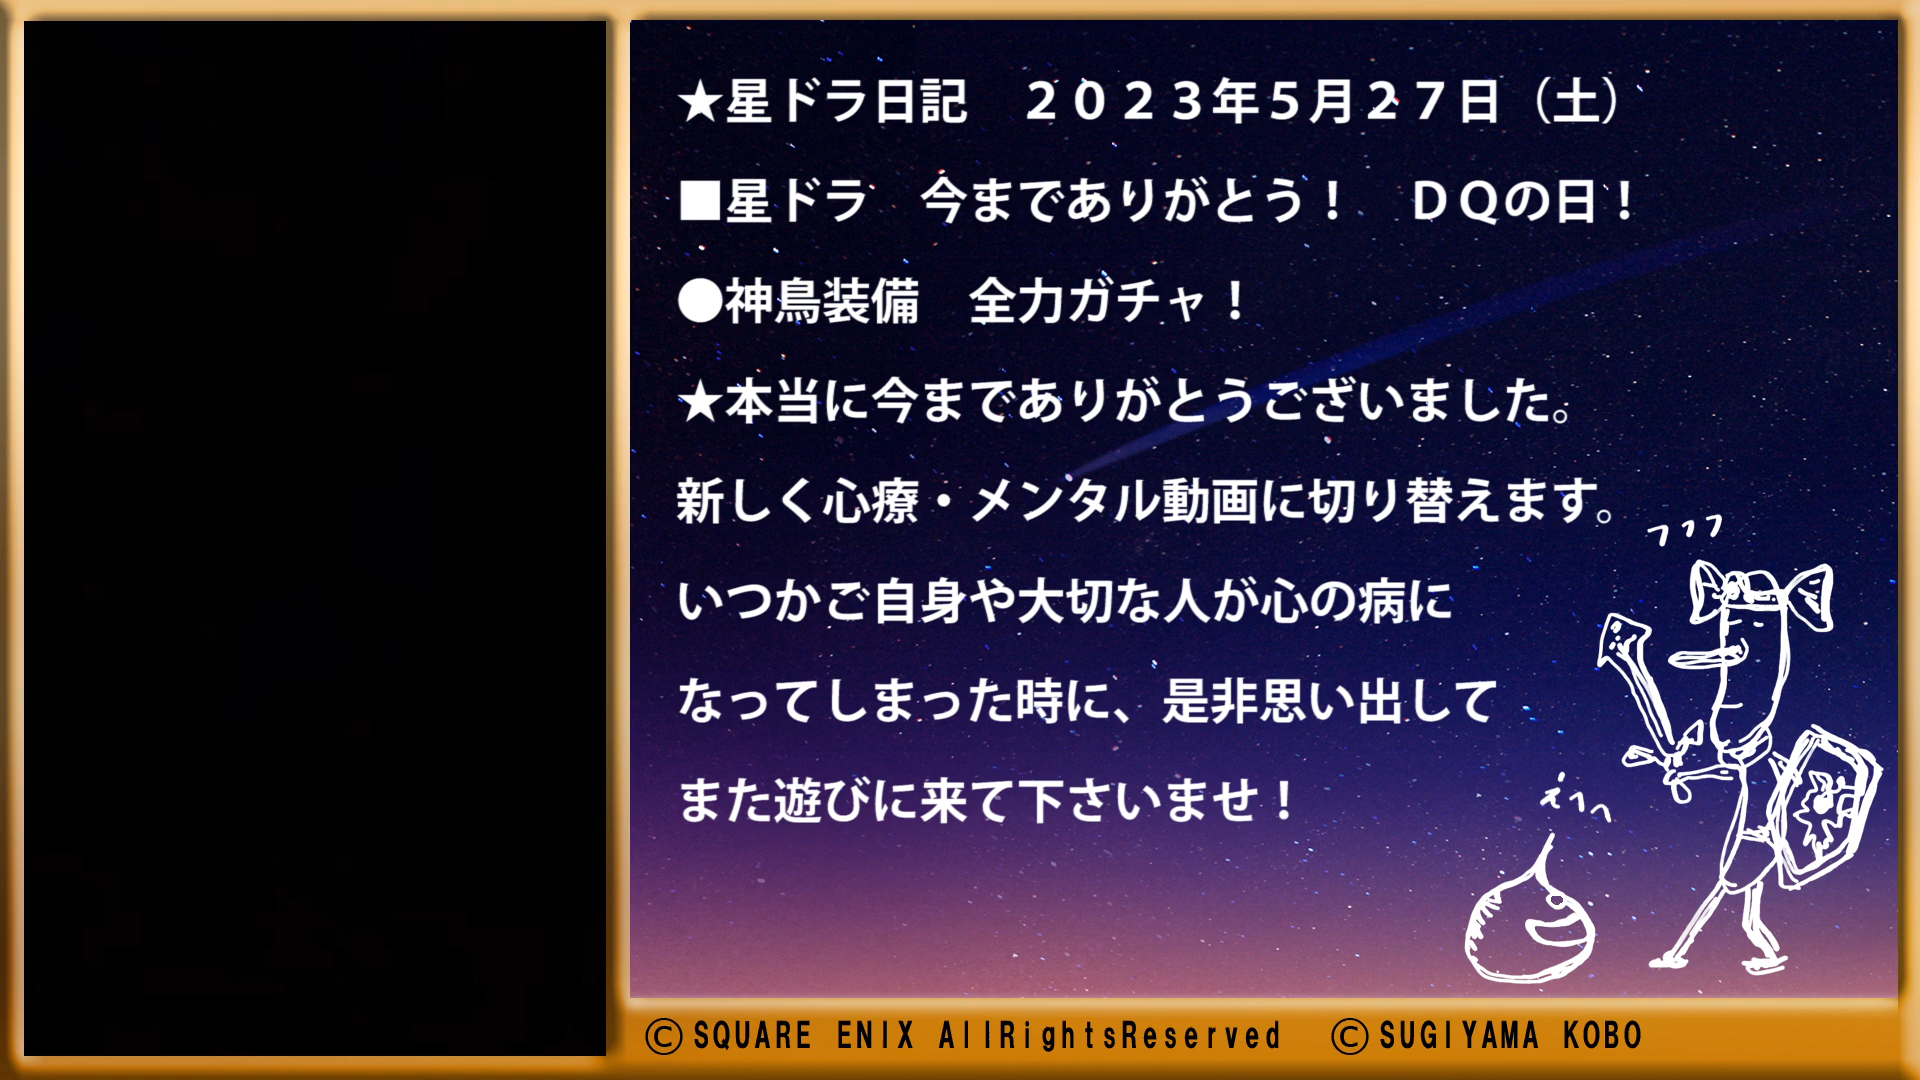 ★星ドラ日記　２０２３年５月２７日（土）
■星ドラ　今までありがとう！　ＤＱの日！
●神鳥装備　全力ガチャ！
★本当に今までありがとうございました。
新しく心療・メンタル動画に切り替えます。
いつかご自身や大切な人が心の病に
なってしまった時に、是非思い出して
また遊びに来て下さいませ！
ⒸSQUARE ENIX AllRightsReserved　ⒸSUGIYAMA KOBO